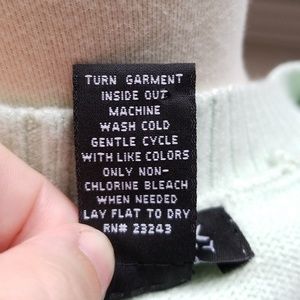 TURN GARMENT
INSIDE OUT
MACHINE
WASH COLD
GENTLE CYCLE
WITH LIKE COLORS
ONLY NON-
CHLORINE BLEACH
WHEN NEEDED
LAY FLAT TO DRY
RN# 23243